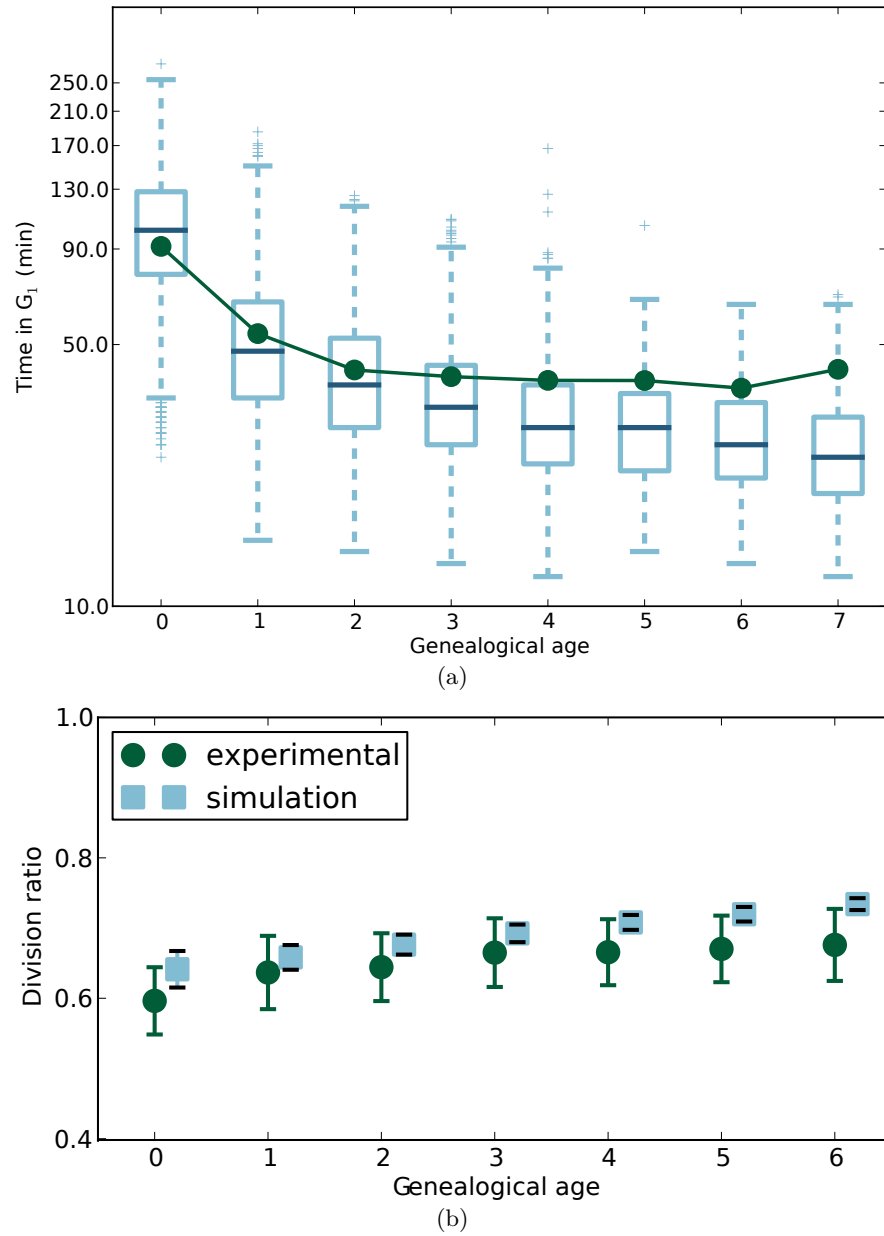 250.0
210.0
170.0
130.0
90.0
50.0
10.0
Time in G₁ (min)
0 1 2 3 4 5 6 7
Genealogical age
(a)
1.0
0.8
0.6
0.4
Division ratio
experimental
simulation
0 1 2 3 4 5 6
Genealogical age
(b)